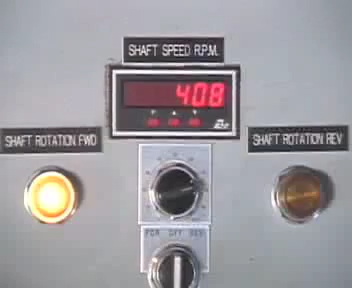 SHAFT SPEED R.P.M.
408
SHAFT ROTATION FWD
SHAFT ROTATION REV
FOR OFF REV